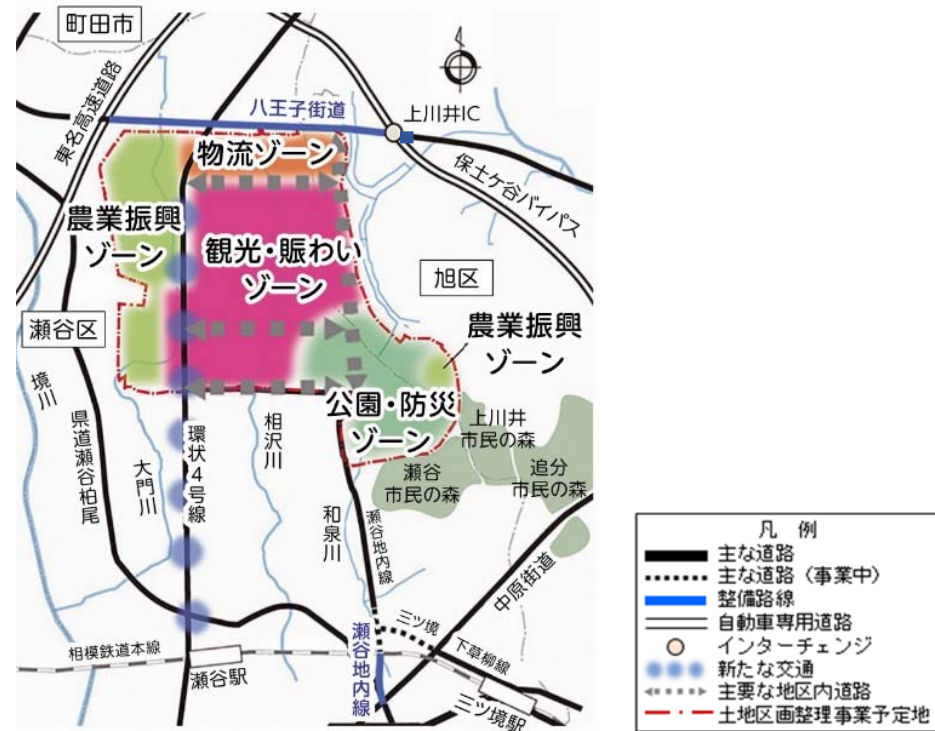 町田市
東名高速道路
八王子街道
上川井IC
保土ケ谷バイパス
物流ゾーン
農業振興
ゾーン
観光・賑わい
ゾーン
旭区
瀬谷区
農業振興
ゾーン
公園・防災
ゾーン
上川井
市民の森
瀬谷
市民の森
追分
市民の森
境川
県道瀬谷柏尾
大門川
環状4号線
相沢川
和泉川
瀬谷地内線
中原街道
三ツ境
下草柳線
相模鉄道本線
瀬谷駅
瀬谷地内線
三ツ境駅
凡 例
主な道路
主な道路（事業中）
整備路線
自動車専用道路
インターチェンジ
新たな交通
主要な地区内道路
土地区画整理事業予定地